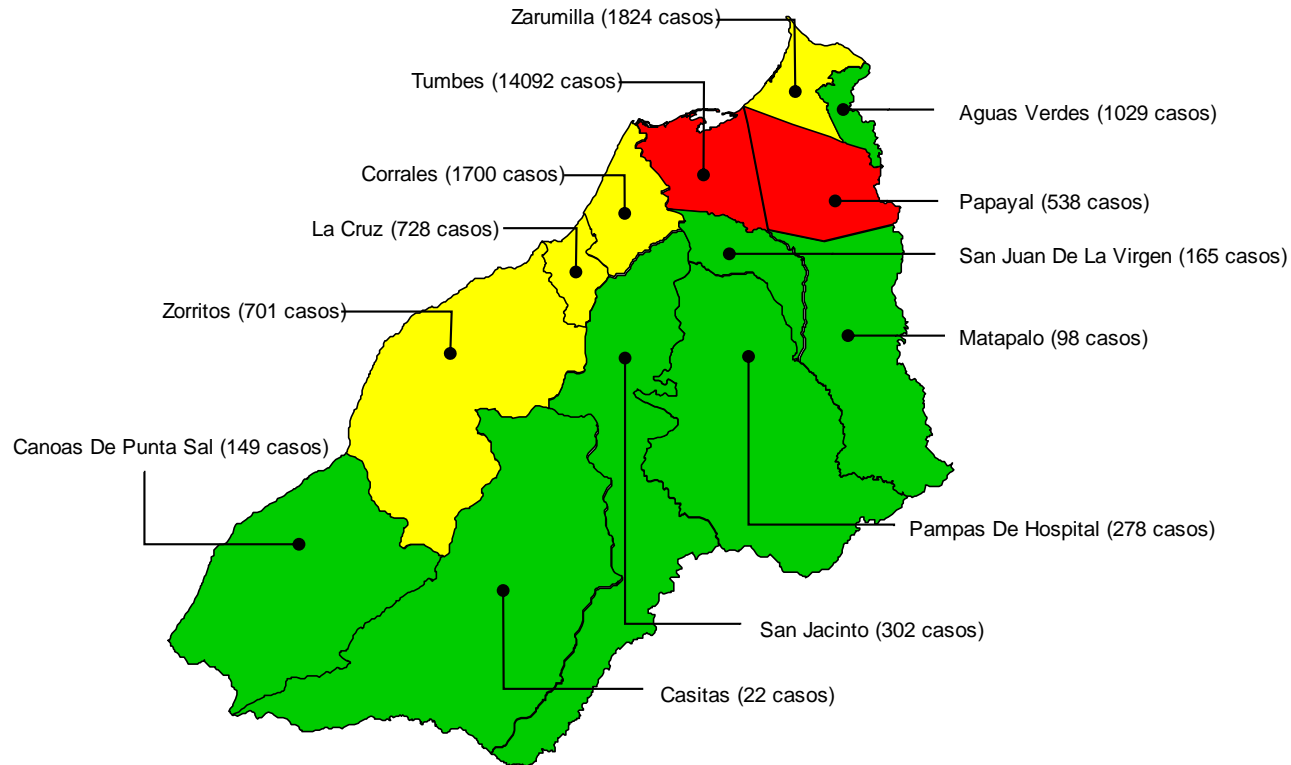 Zarumilla (1824 casos)
Tumbes (14092 casos)
Aguas Verdes (1029 casos)
Corrales (1700 casos)
Papayal (538 casos)
La Cruz (728 casos)
San Juan De La Virgen (165 casos)
Zorritos (701 casos)
Matapalo (98 casos)
Canoas De Punta Sal (149 casos)
Pampas De Hospital (278 casos)
San Jacinto (302 casos)
Casitas (22 casos)